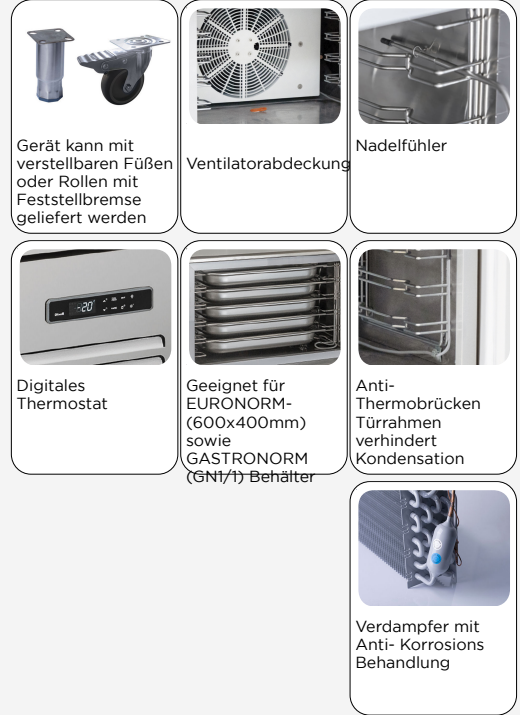 Gerät kann mit
verstellbaren Füßen
oder Rollen mit
Feststellbremse
geliefert werden
Ventilatorabdeckung
Nadelfühler
-20°
Digitales
Thermostat
Geeignet für
EURONORM-
(600x400mm)
sowie
GASTRONORM
(GN1/1) Behälter
Anti-
Thermobrücken
Türrahmen
verhindert
Kondensation
Verdampfer mit
Anti- Korrosions
Behandlung